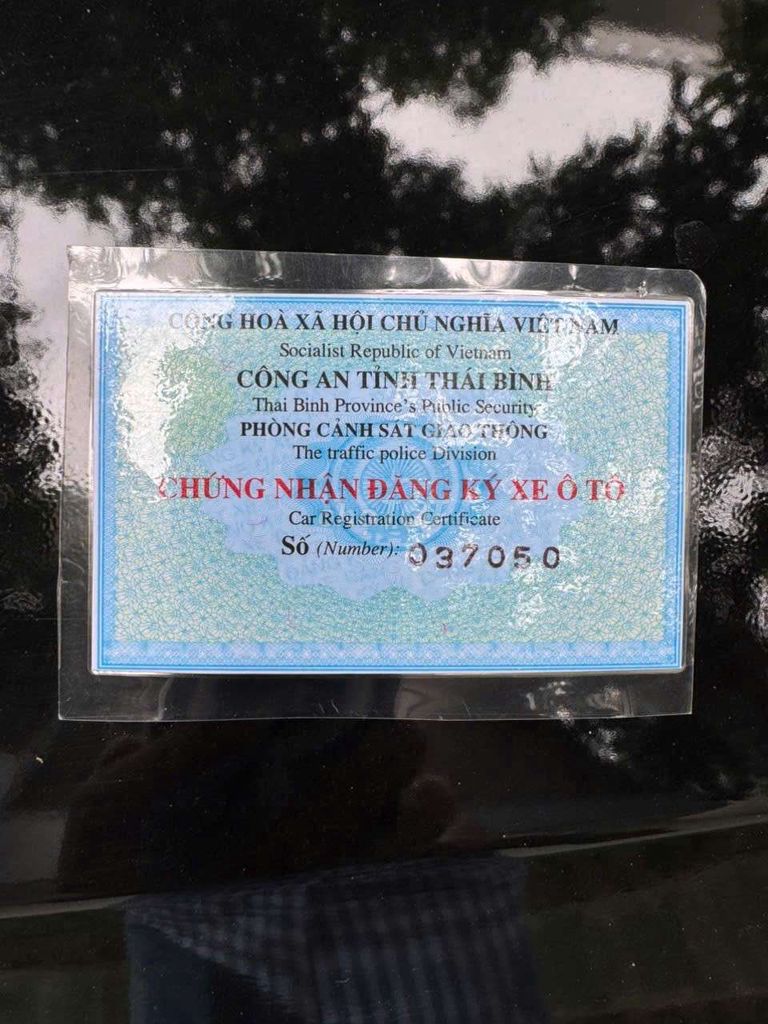 CỘNG HOÀ XÃ HỘI CHỦ NGHĨA VIỆT NAM
Socialist Republic of Vietnam
CÔNG AN TỈNH THÁI BÌNH
Thai Binh Province's Public Security
PHÒNG CẢNH SÁT GIAO THÔNG
The traffic police Division
CHỨNG NHẬN ĐĂNG KÝ XE Ô TÔ
Car Registration Certificate
Số (Number): 037050